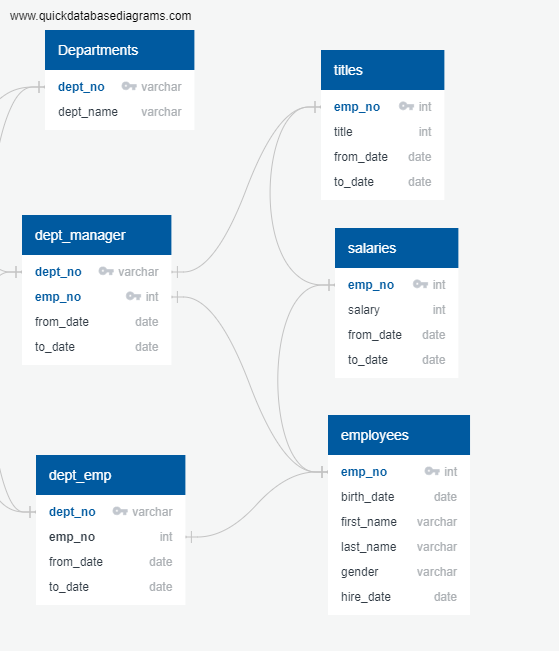 www.quickdatabasediagrams.com
Departments
dept_no varchar
dept_name varchar
titles
emp_no int
title int
from_date date
to_date date
dept_manager
dept_no varchar
emp_no int
from_date date
to_date date
salaries
emp_no int
salary int
from_date date
to_date date
dept_emp
dept_no varchar
emp_no int
from_date date
to_date date
employees
emp_no int
birth_date date
first_name varchar
last_name varchar
gender varchar
hire_date date